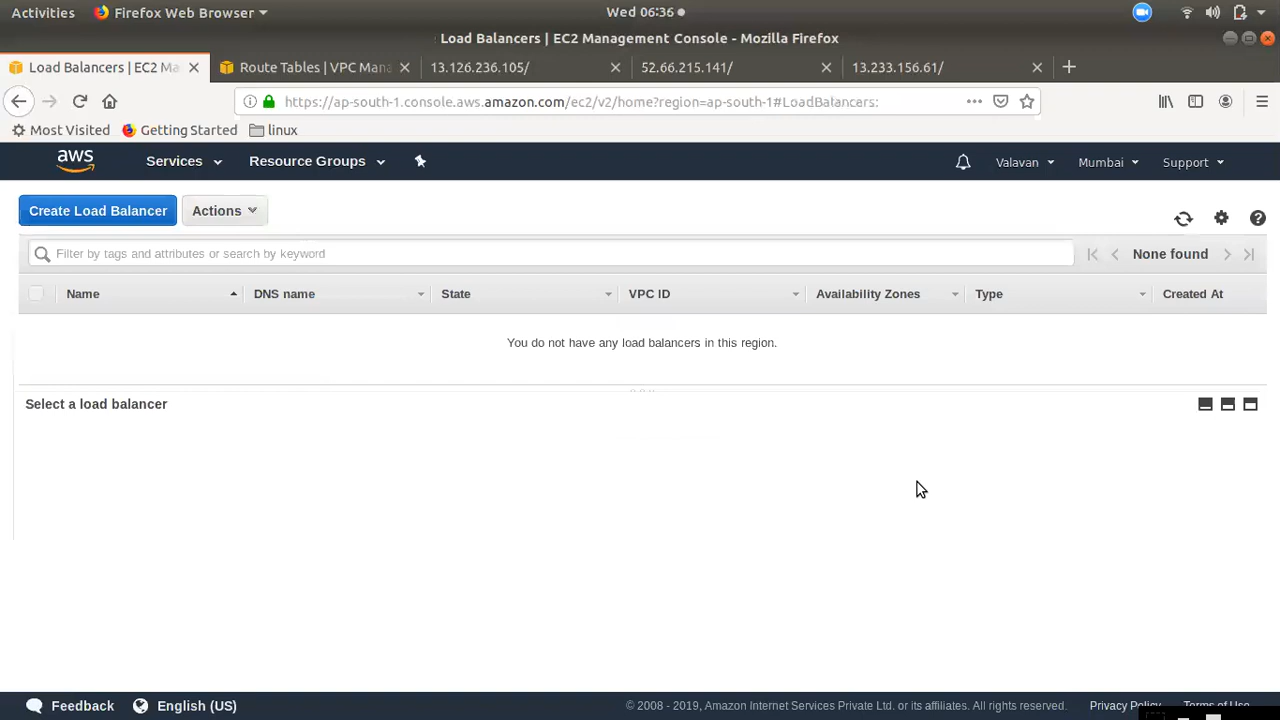 Activities Firefox Web Browser Wed 06:36
Load Balancers | EC2 Management Console - Mozilla Firefox
Load Balancers | EC2 Ma Route Tables | VPC Mana 13.126.236.105/ 52.66.215.141/ 13.233.156.61/
https://ap-south-1.console.aws.amazon.com/ec2/v2/home?region=ap-south-1#LoadBalancers:
Most Visited Getting Started linux
aws Services Resource Groups Valavan Mumbai Support
Create Load Balancer Actions
Filter by tags and attributes or search by keyword None found
Name DNS name State VPC ID Availability Zones Type Created At
You do not have any load balancers in this region.
Select a load balancer
Feedback English (US) © 2008 - 2019, Amazon Internet Services Private Ltd. or its affiliates. All rights reserved. Privacy Policy Terms of Use